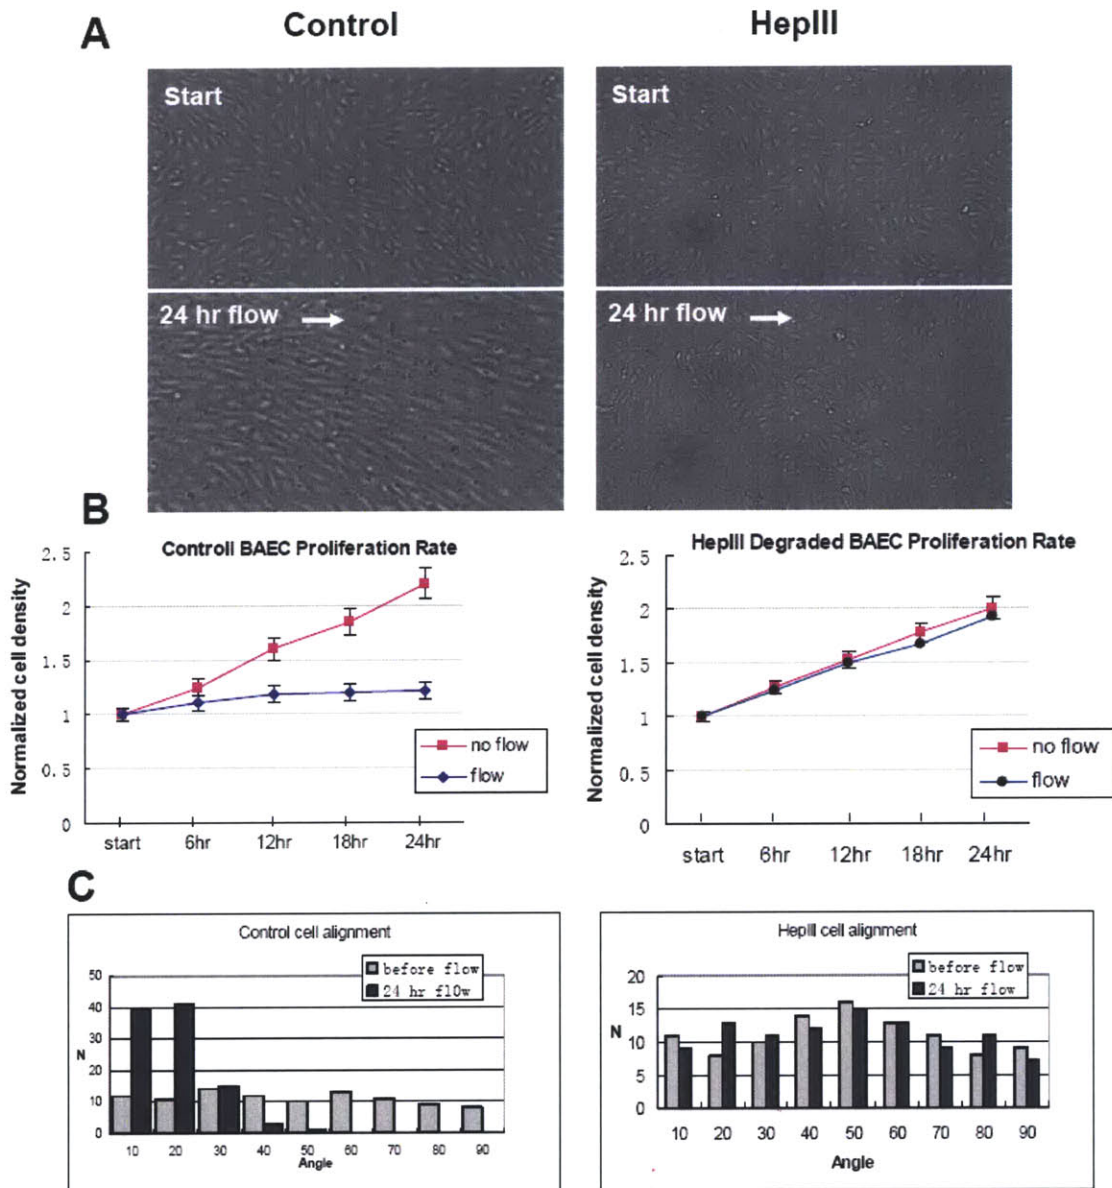 A
Control
HepIII
Start
Start
24 hr flow
24 hr flow
B
Controll BAEC Proliferation Rate
Normalized cell density
2.5
2
1.5
1
0.5
0
no flow
flow
start 6hr 12hr 18hr 24hr
HepIII Degraded BAEC Proliferation Rate
Normalized cell density
2.5
2
1.5
1
0.5
0
no flow
flow
start 6hr 12hr 18hr 24hr
C
Control cell alignment
before flow
24 hr fl0w
50
40
30
20
10
0
N
10 20 30 40 50 60 70 80 90
Angle
HepIII cell alignment
before flow
24 hr flow
20
15
10
5
0
N
10 20 30 40 50 60 70 80 90
Angle